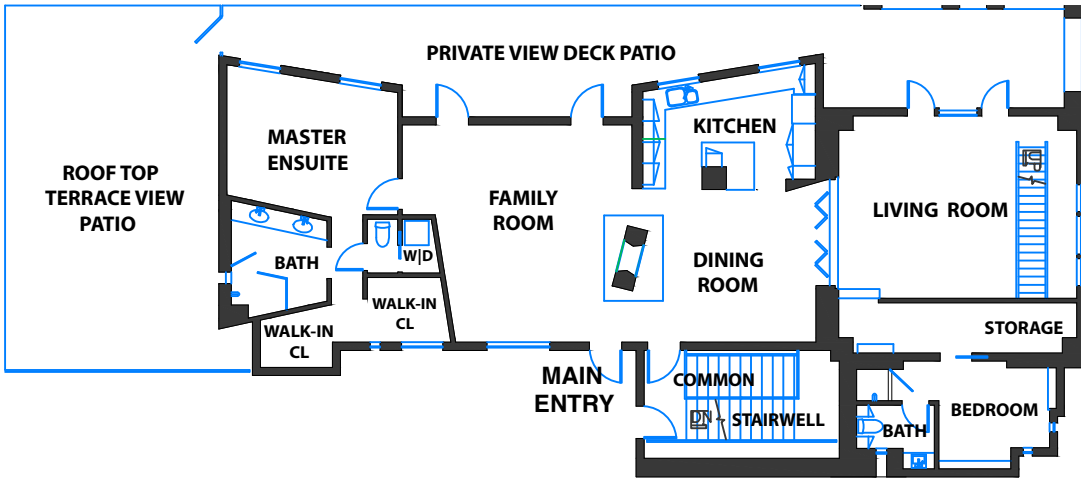 PRIVATE VIEW DECK PATIO
MASTER
ENSUITE
KITCHEN
ROOF TOP
TERRACE VIEW
PATIO
FAMILY
ROOM
UP
LIVING ROOM
BATH
W|D
DINING
ROOM
WALK-IN
CL
WALK-IN
CL
STORAGE
MAIN
ENTRY
COMMON
STAIRWELL
DN
BEDROOM
BATH